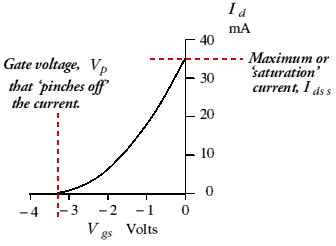 I d
mA
40
Gate voltage, Vp
that 'pinches off'
the current.
Maximum or
'saturation'
current, I dss
30
20
10
0
-4 -3 -2 -1 0
V gs Volts